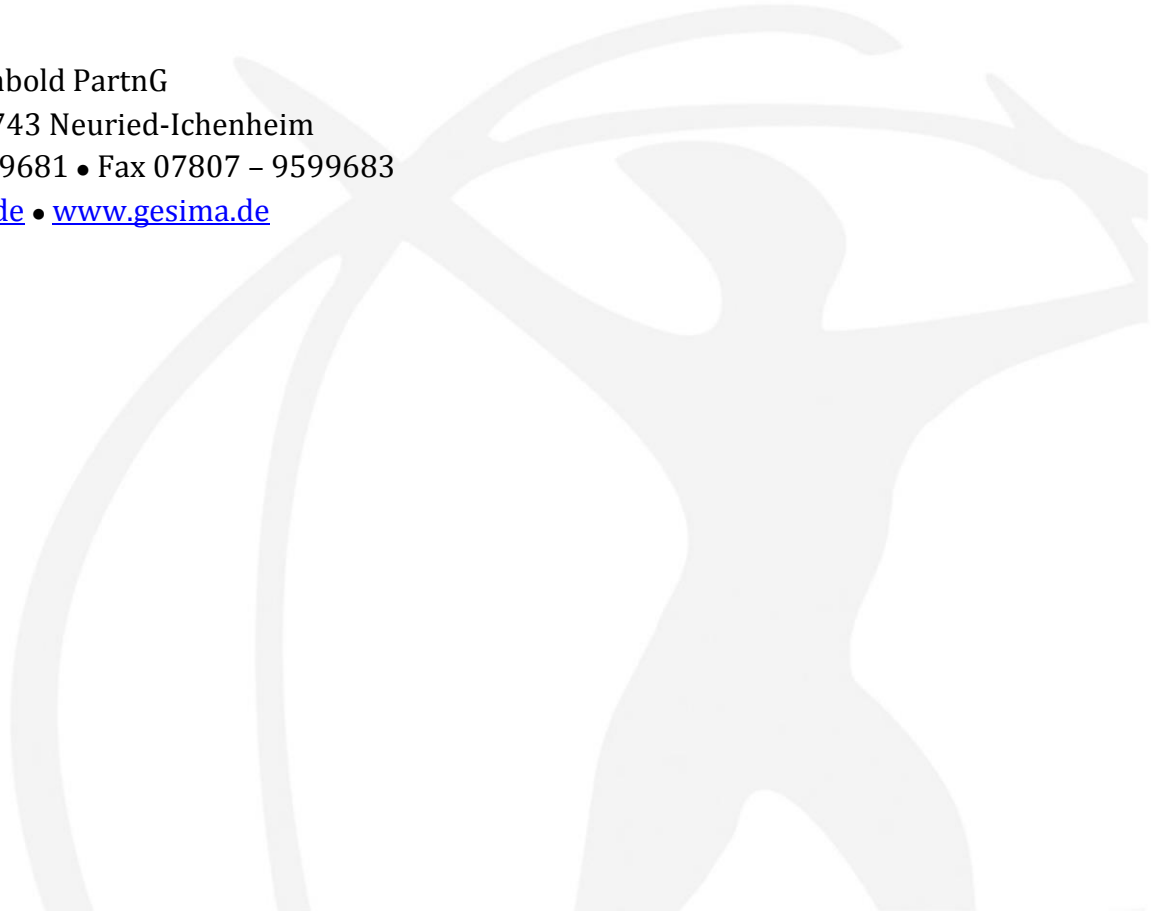 nbold PartnG
743 Neuried-Ichenheim
9681 ● Fax 07807 – 9599683
de ● www.gesima.de